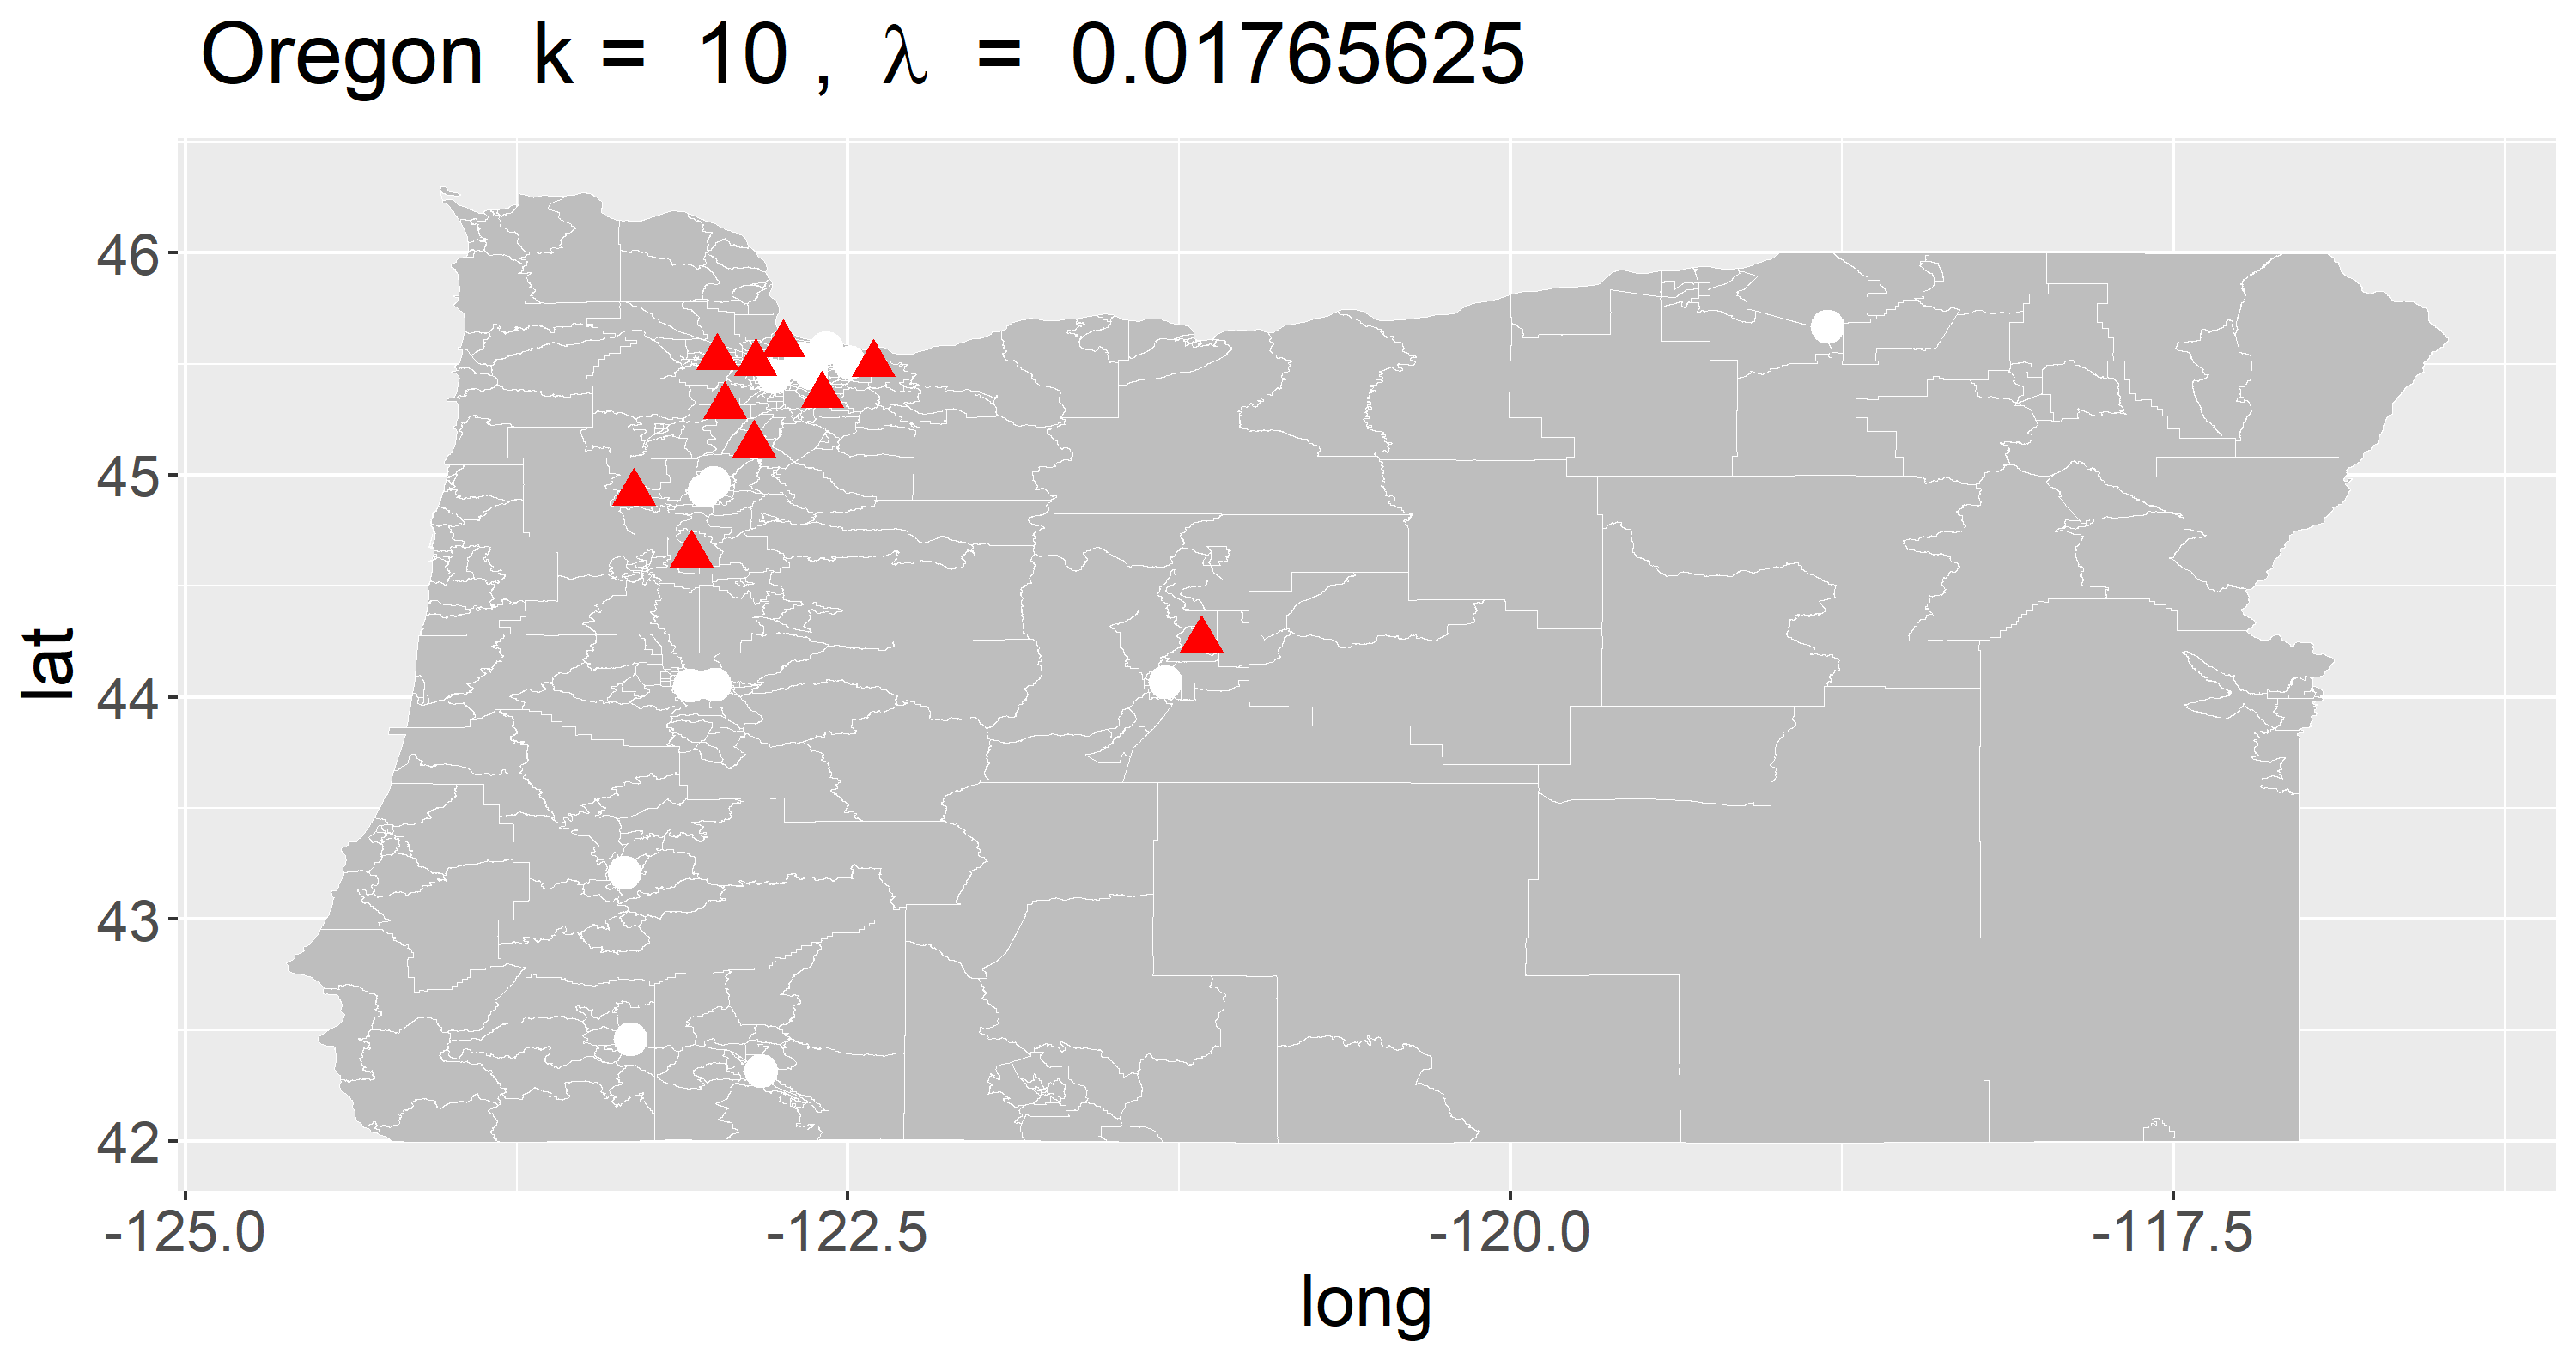 Oregon k = 10 , λ = 0.01765625
46
45
44
43
42
lat
-125.0 -122.5 -120.0 -117.5
long